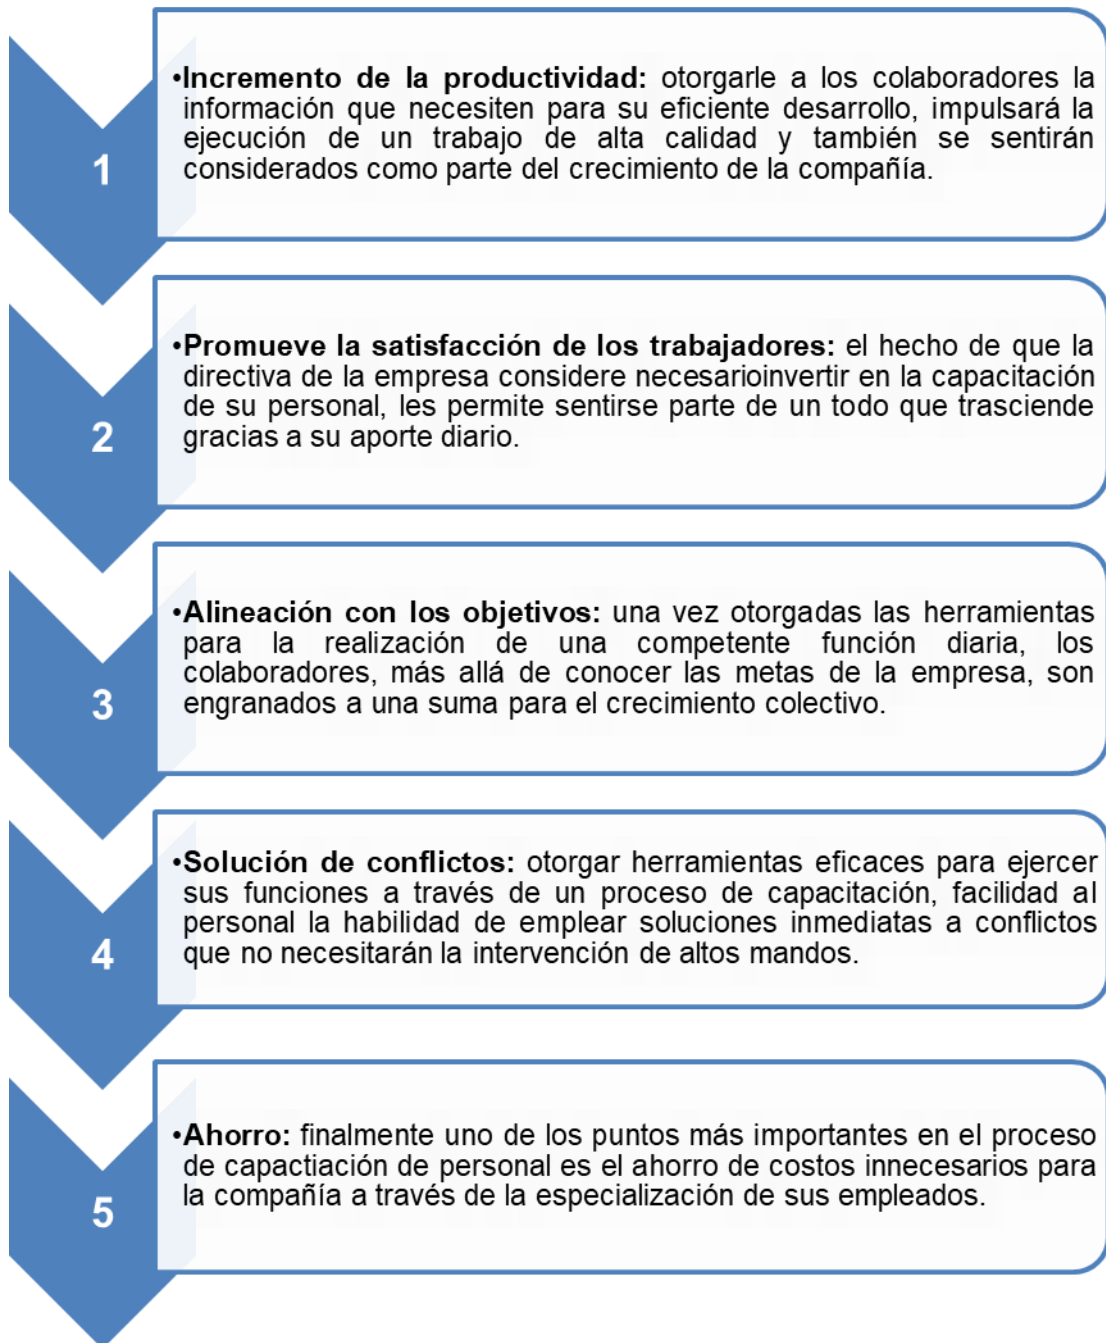 1
•Incremento de la productividad: otorgarle a los colaboradores la
información que necesiten para su eficiente desarrollo, impulsará la
ejecución de un trabajo de alta calidad y también se sentirán
considerados como parte del crecimiento de la compañía.
2
•Promueve la satisfacción de los trabajadores: el hecho de que la
directiva de la empresa considere necesarioinvertir en la capacitación
de su personal, les permite sentirse parte de un todo que trasciende
gracias a su aporte diario.
3
•Alineación con los objetivos: una vez otorgadas las herramientas
para la realización de una competente función diaria, los
colaboradores, más allá de conocer las metas de la empresa, son
engranados a una suma para el crecimiento colectivo.
4
•Solución de conflictos: otorgar herramientas eficaces para ejercer
sus funciones a través de un proceso de capacitación, facilidad al
personal la habilidad de emplear soluciones inmediatas a conflictos
que no necesitarán la intervención de altos mandos.
5
•Ahorro: finalmente uno de los puntos más importantes en el proceso
de capactiación de personal es el ahorro de costos innecesarios para
la compañía a través de la especialización de sus empleados.